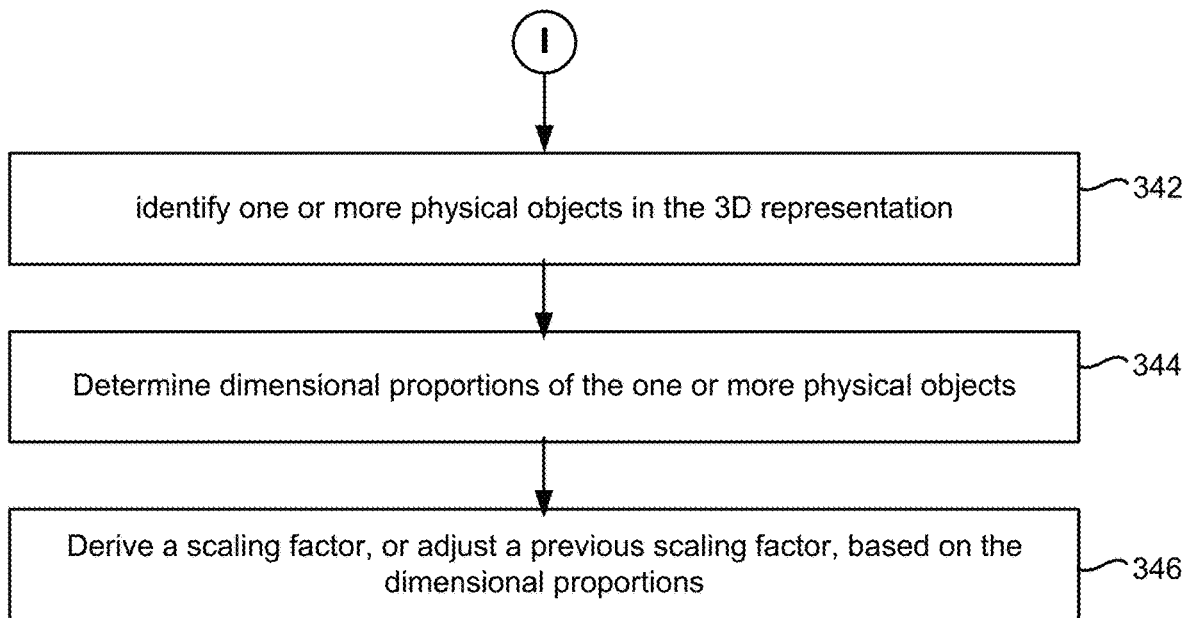 I
identify one or more physical objects in the 3D representation
342
Determine dimensional proportions of the one or more physical objects
344
Derive a scaling factor, or adjust a previous scaling factor, based on the
dimensional proportions
346